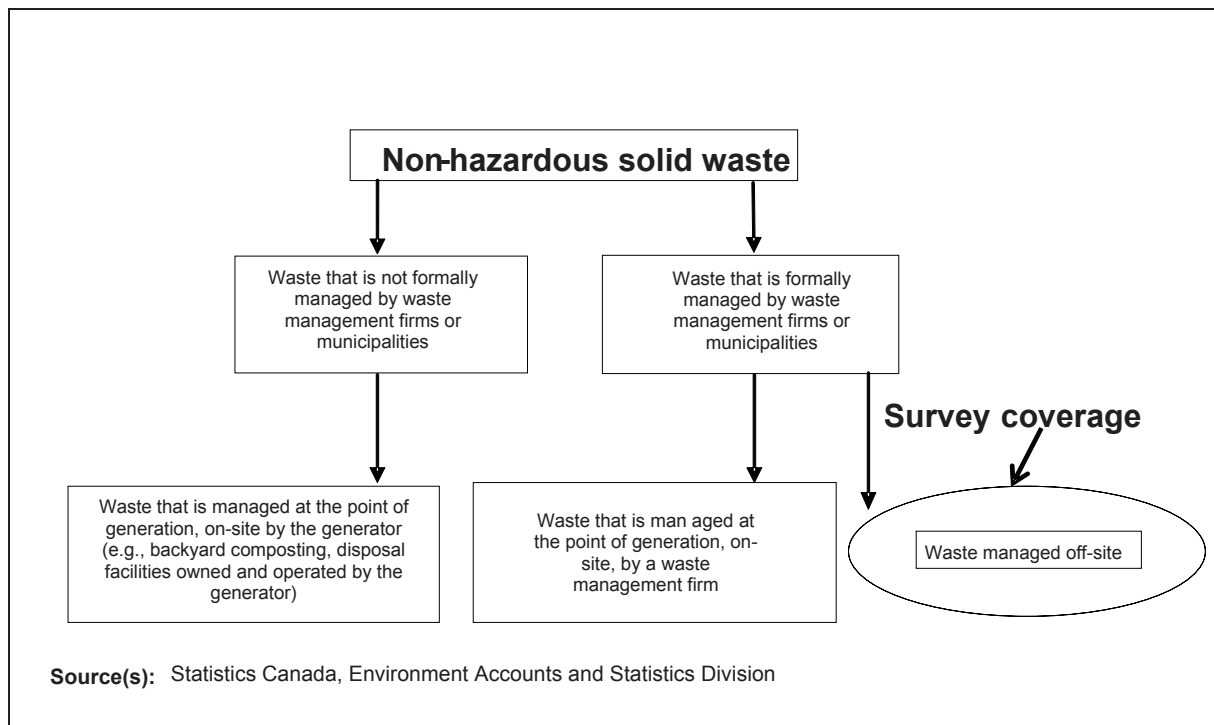 Non-hazardous solid waste
Waste that is not formally
managed by waste
management firms or
municipalities
Waste that is formally
managed by waste
management firms or
municipalities
Survey coverage
Waste that is managed at the point of
generation, on-site by the generator
(e.g., backyard composting, disposal
facilities owned and operated by the
generator)
Waste that is man aged at
the point of generation, on-
site, by a waste
management firm
Waste managed off-site
Source(s): Statistics Canada, Environment Accounts and Statistics Division